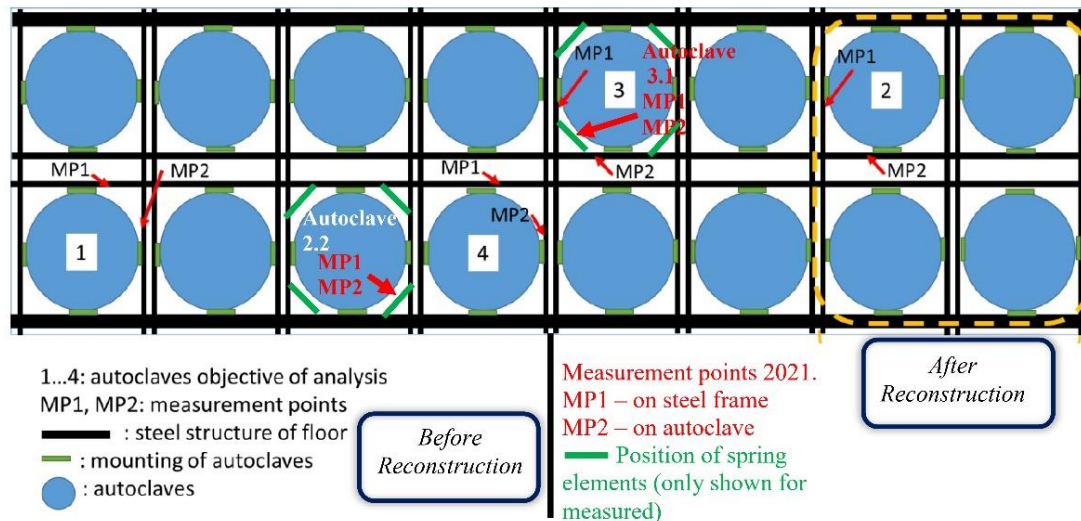 MP1
3
Autoclave
3.1
MP1
MP2
MP1
2
MP2
MP2
MP1
MP2
MP1
Autoclave
2.2
MP1
MP2
MP2
1
4
1...4: autoclaves objective of analysis
MP1, MP2: measurement points
: steel structure of floor
: mounting of autoclaves
: autoclaves
Before
Reconstruction
Measurement points 2021.
MP1 – on steel frame
MP2 – on autoclave
Position of spring
elements (only shown for
measured)
After
Reconstruction